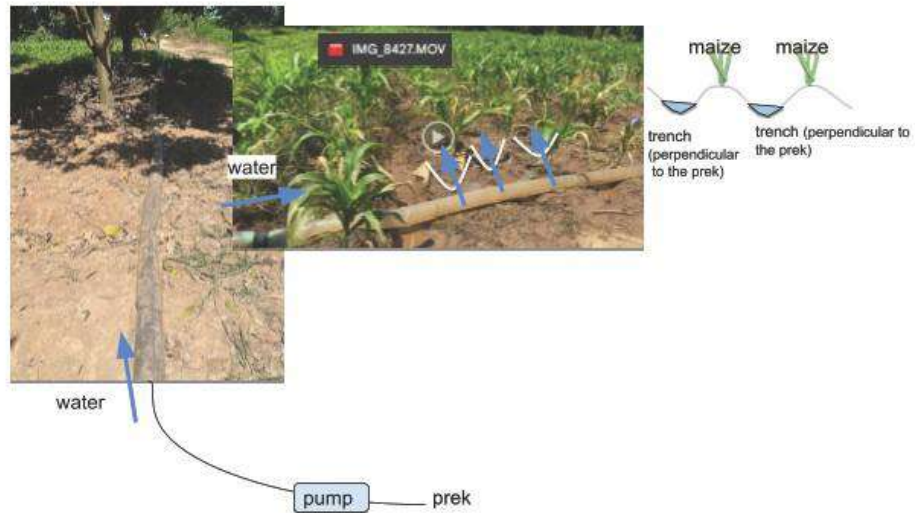 IMG_8427.MOV
maize
maize
water
trench
(perpendicular
to the prek)
trench (perpendicular to
the prek)
water
pump
prek